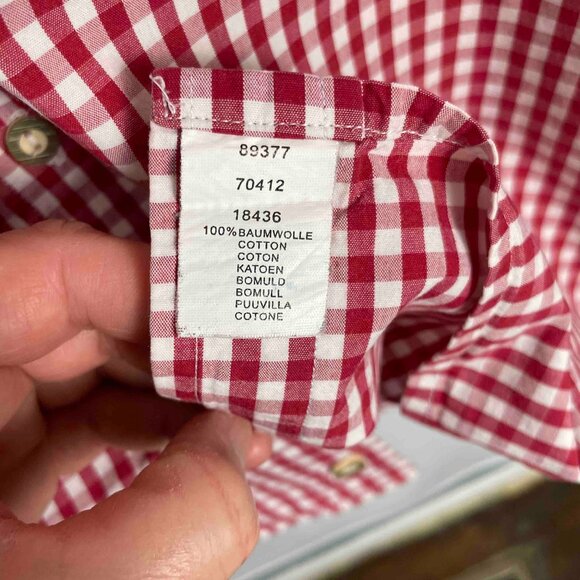 89377
70412
18436
100%BAUMWOLLE
COTTON
COTON
KATOEN
BOMULD
BOMULL
PUUVILLA
COTONE